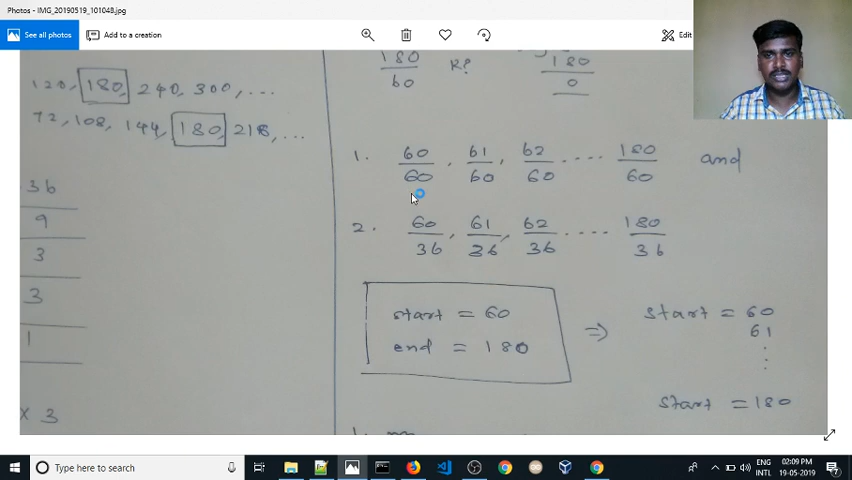 Photos - IMG_20190519_101048.jpg
See all photos
Add to a creation
Edit
120, 180, 240, 300, ...
72, 108, 144, 180, 216, ...
36
9
3
3
1
x 3
180
60
R?
180
0
1. 60/60, 61/60, 62/60 .... 180/60 and
2. 60/36, 61/36, 62/36 .... 180/36
start = 60
end = 180
=> start = 60
61
:
start = 180
Type here to search
ENG
INTL
02:09 PM
19-05-2019
7